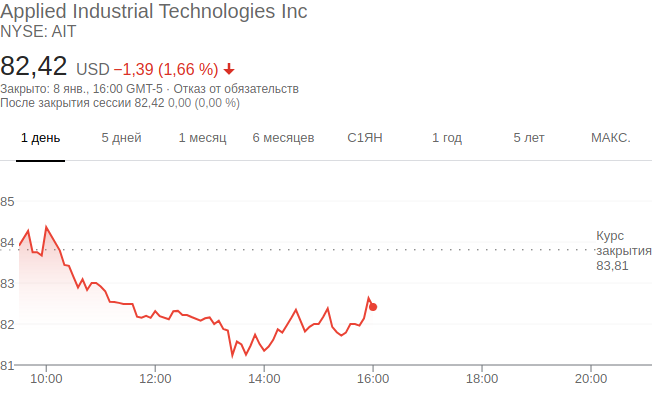 Applied Industrial Technologies Inc
NYSE: AIT
82,42 USD −1,39 (1,66 %)
Закрыто: 8 янв., 16:00 GMT-5 · Отказ от обязательств
После закрытия сессии 82,42 0,00 (0,00 %)
1 день 5 дней 1 месяц 6 месяцев С1ЯН 1 год 5 лет МАКС.
85
84
83
82
81
Курс
закрытия
83,81
10:00 12:00 14:00 16:00 18:00 20:00